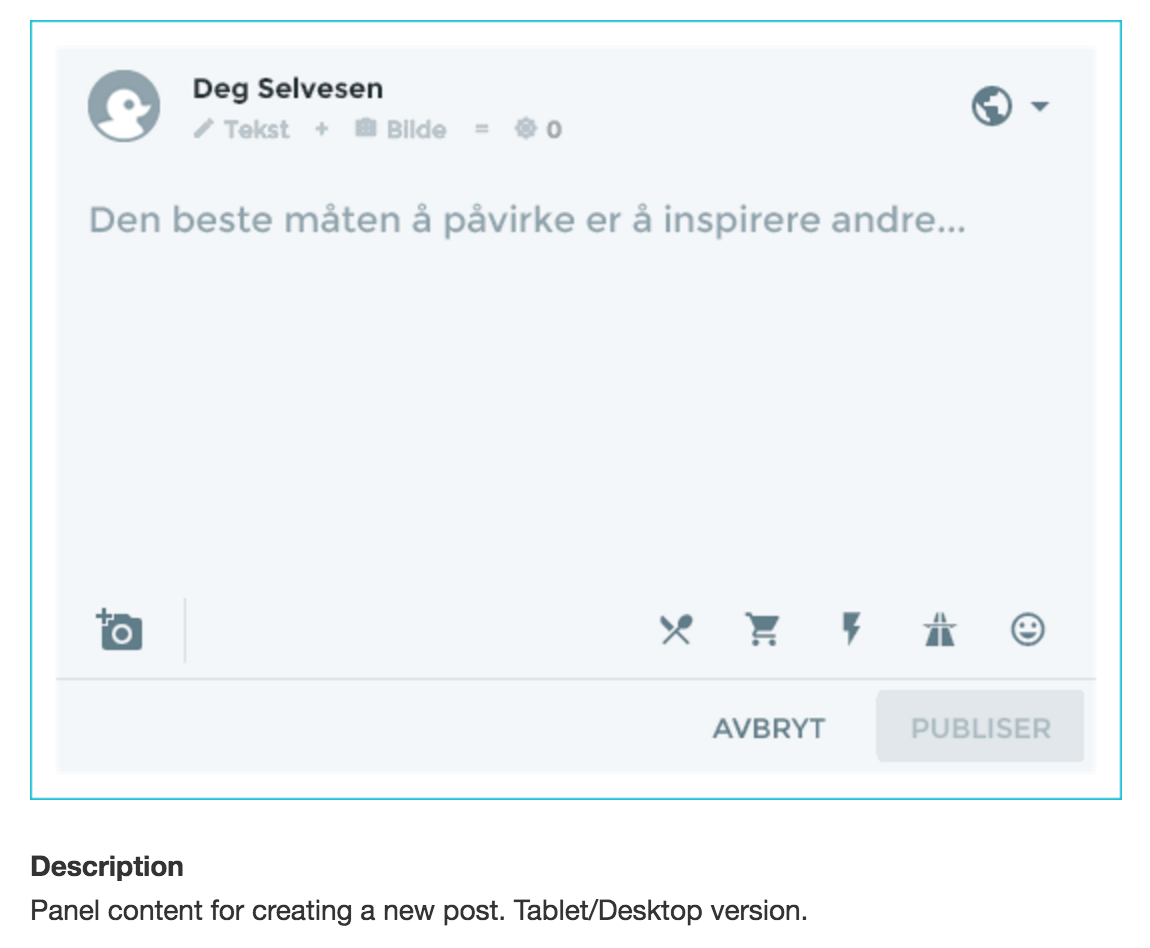 Deg Selvesen
Tekst + Bilde = 0
Den beste måten å påvirke er å inspirere andre...
AVBRYT PUBLISER
Description
Panel content for creating a new post. Tablet/Desktop version.